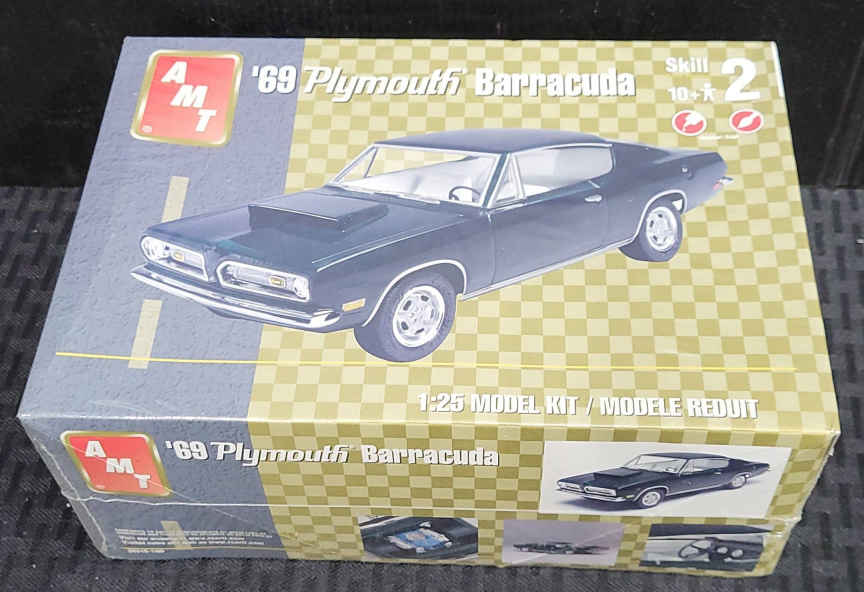 AMT
'69 Plymouth Barracuda
Skill 2
10+
1:25 MODEL KIT / MODELE REDUIT
AMT
'69 Plymouth Barracuda